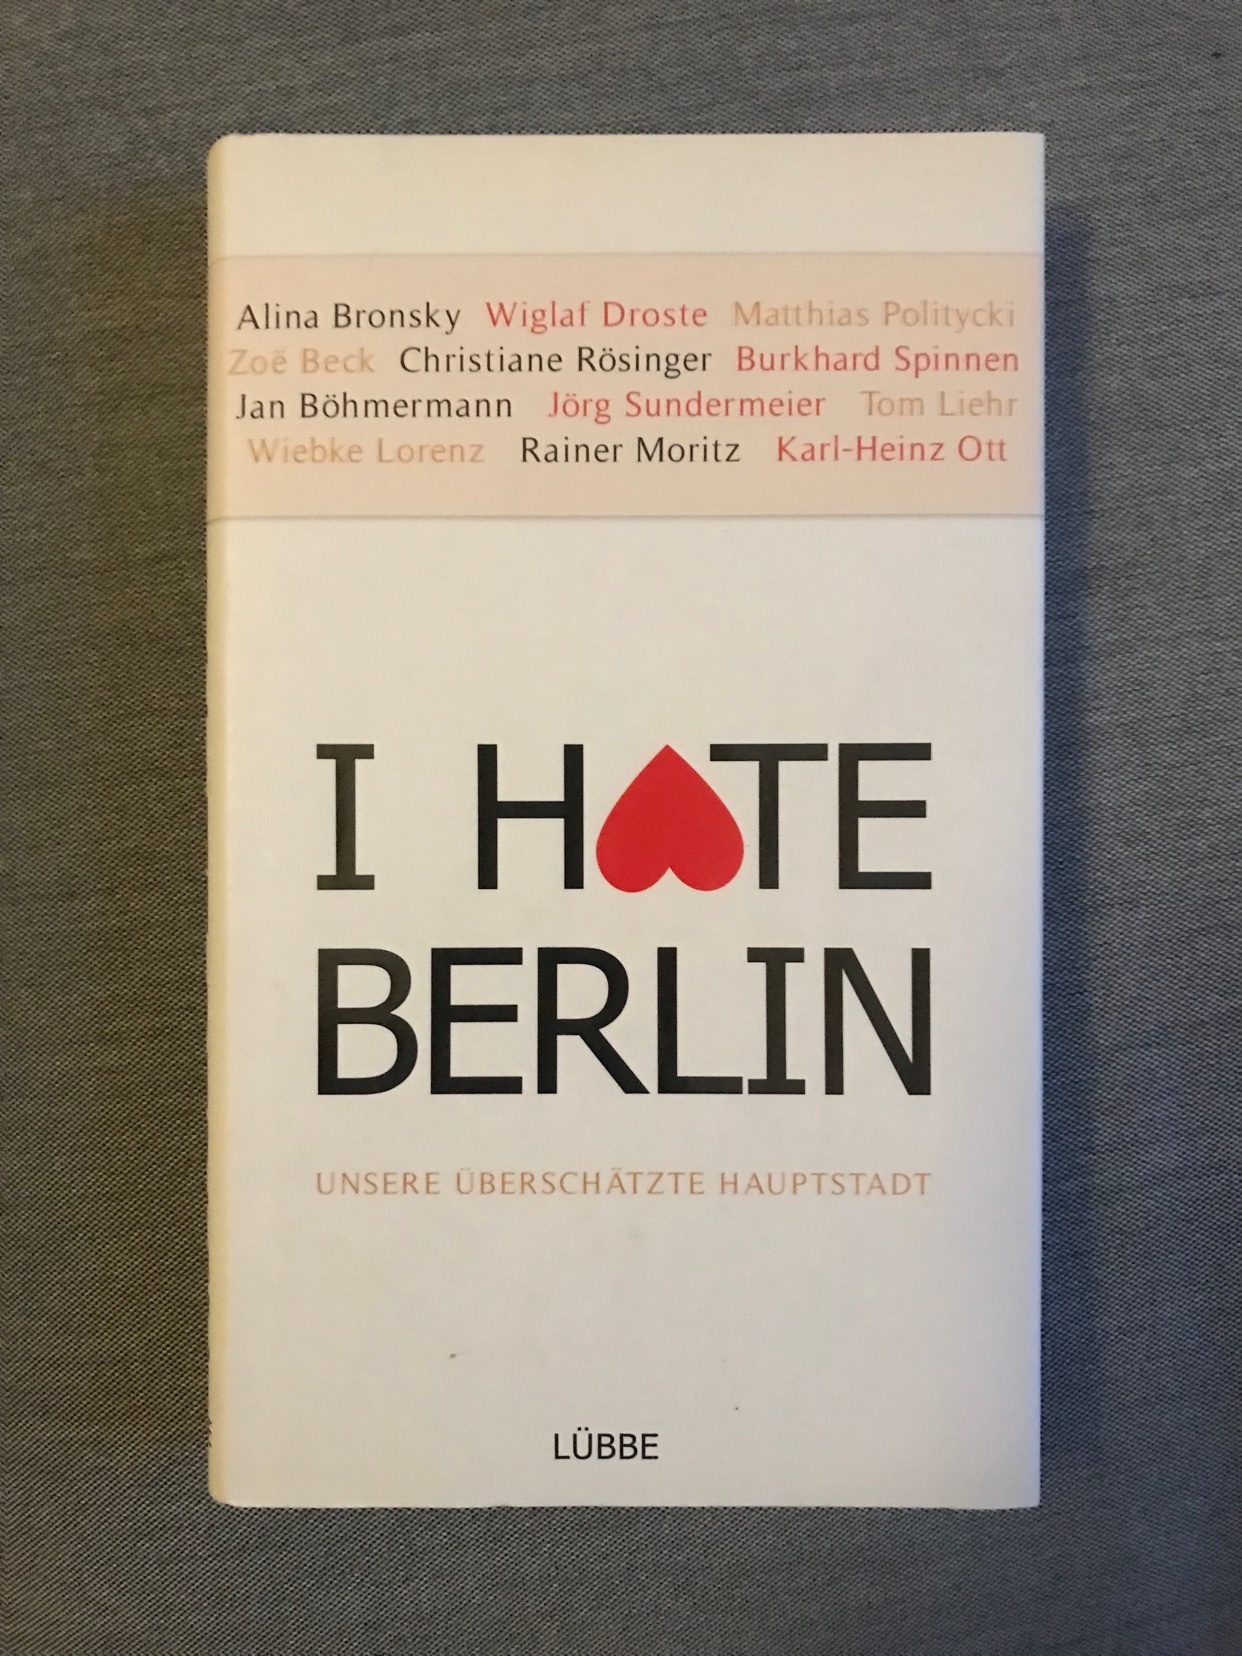 Alina Bronsky Wiglaf Droste Matthias Politycki
Zoë Beck Christiane Rösinger Burkhard Spinnen
Jan Böhmermann Jörg Sundermeier Tom Liehr
Wiebke Lorenz Rainer Moritz Karl-Heinz Ott
I H♥TE
BERLIN
UNSERE ÜBERSCHÄTZTE HAUPTSTADT
LÜBBE